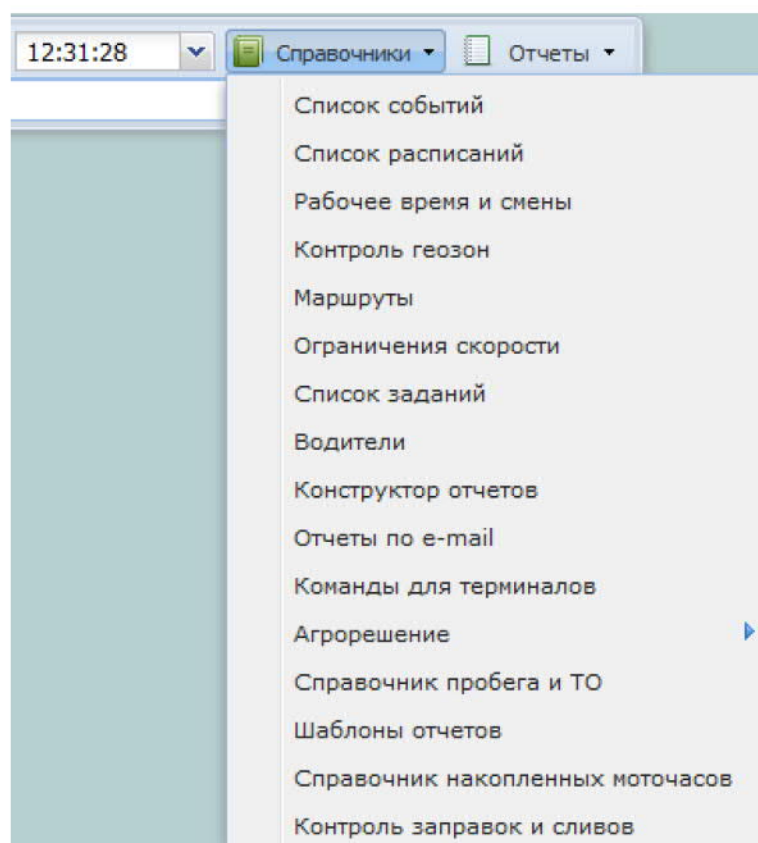 12:31:28 Справочники Отчеты
Список событий
Список расписаний
Рабочее время и смены
Контроль геозон
Маршруты
Ограничения скорости
Список заданий
Водители
Конструктор отчетов
Отчеты по e-mail
Команды для терминалов
Агрорешение
Справочник пробега и ТО
Шаблоны отчетов
Справочник накопленных моточасов
Контроль заправок и сливов